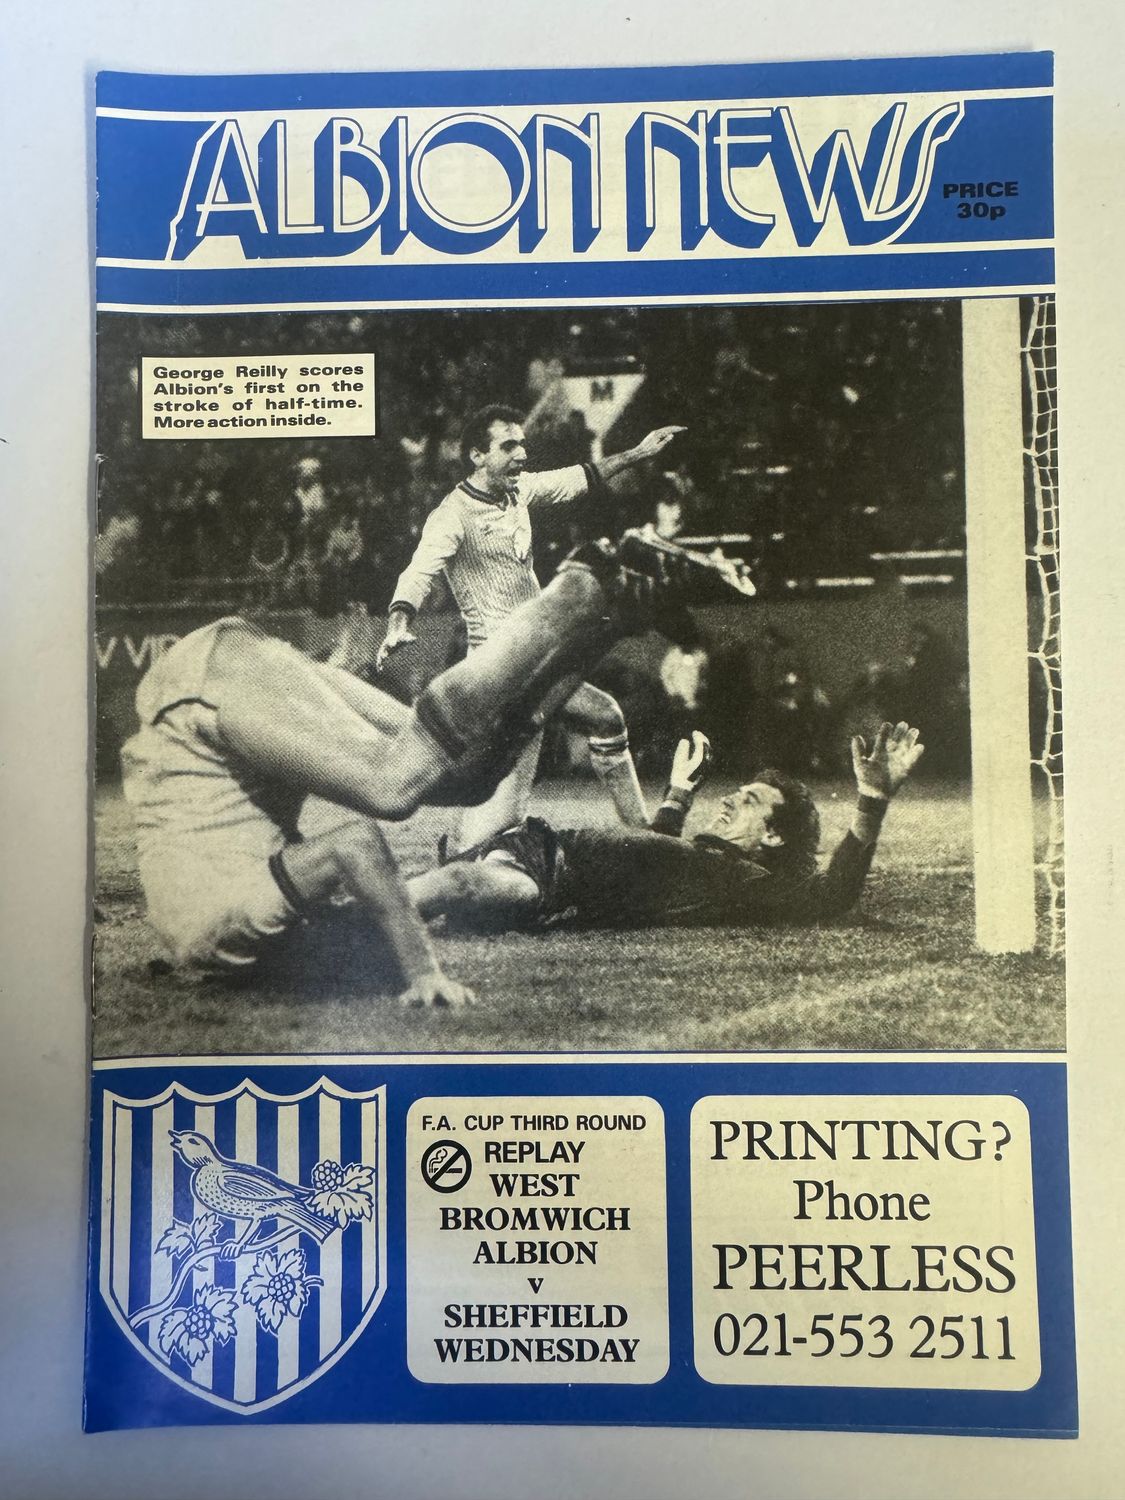 ALBION NEWS
PRICE
30p
George Reilly scores
Albion's first on the
stroke of half-time.
More action inside.
M
V VID
F.A. CUP THIRD ROUND
REPLAY
WEST
BROMWICH
ALBION
v
SHEFFIELD
WEDNESDAY
PRINTING?
Phone
PEERLESS
021-553 2511